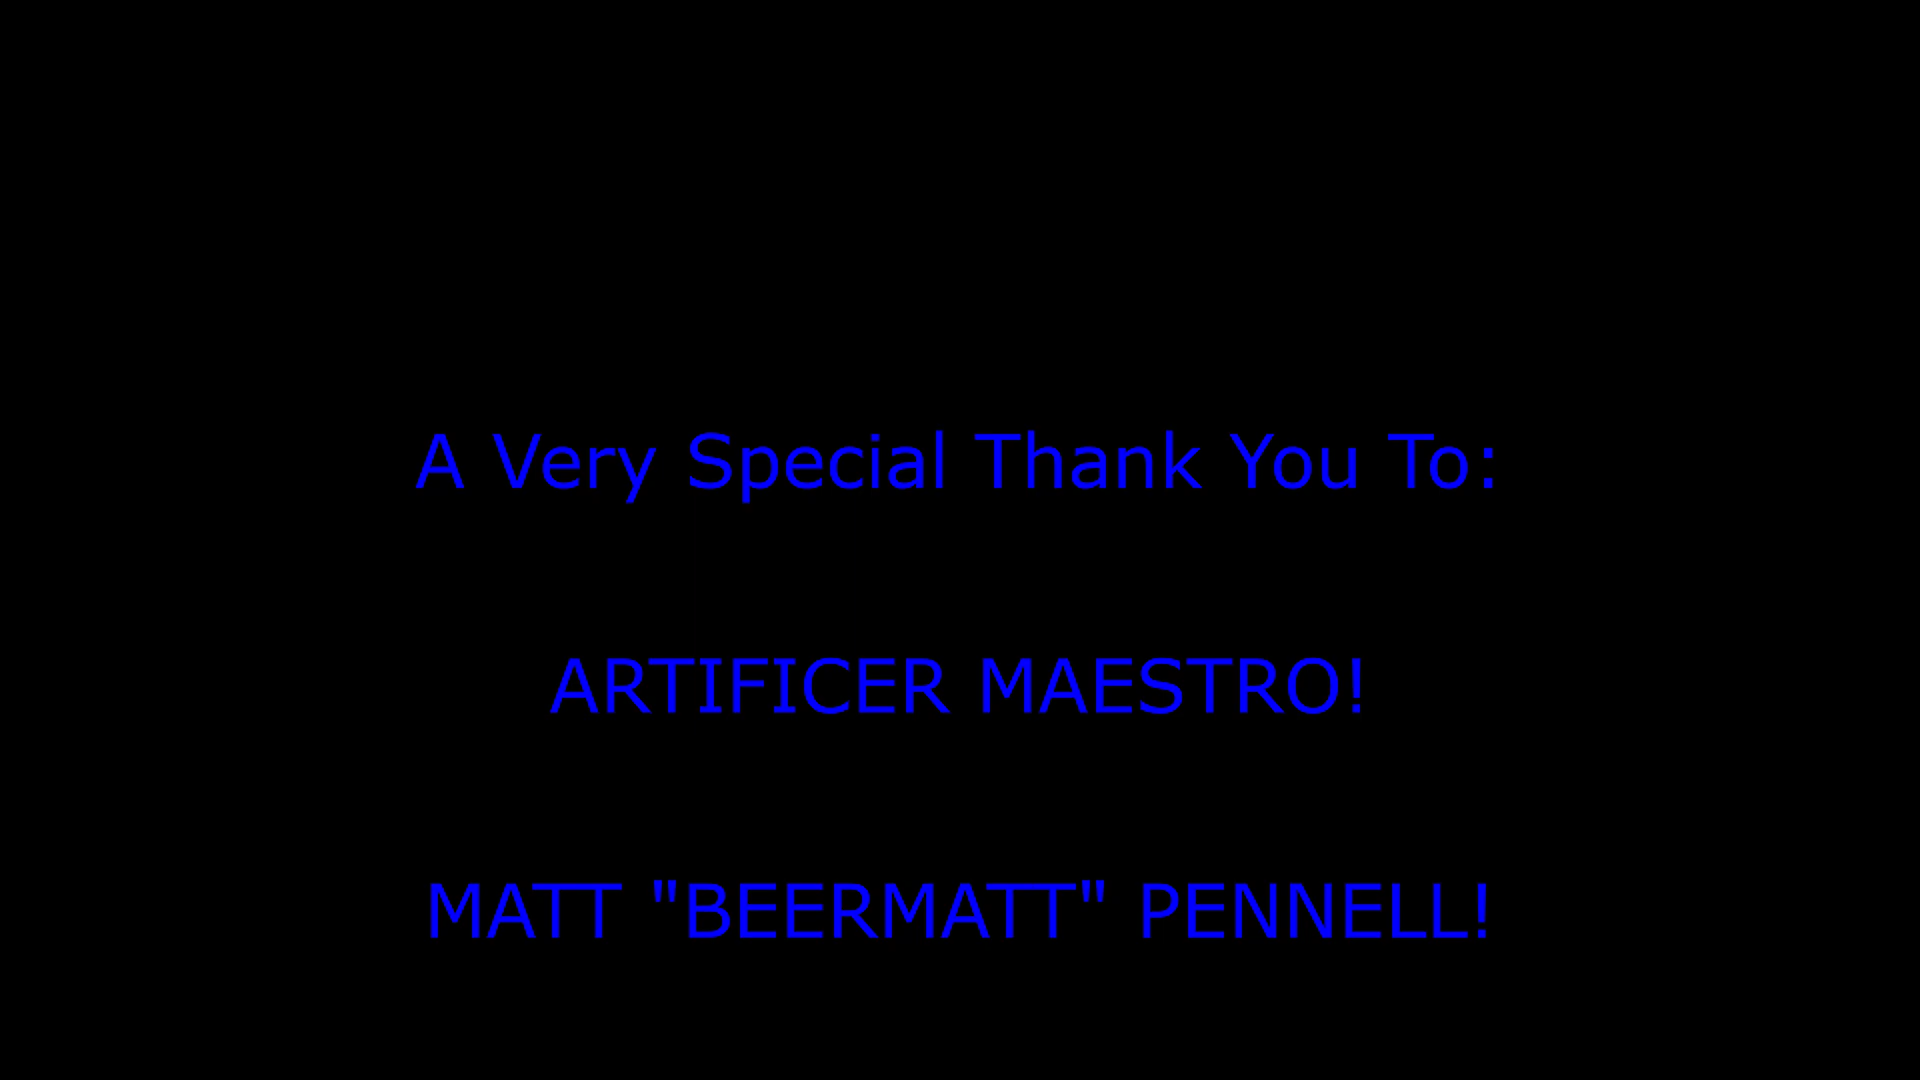 A Very Special Thank You To:
ARTIFICER MAESTRO!
MATT "BEERMATT" PENNELL!